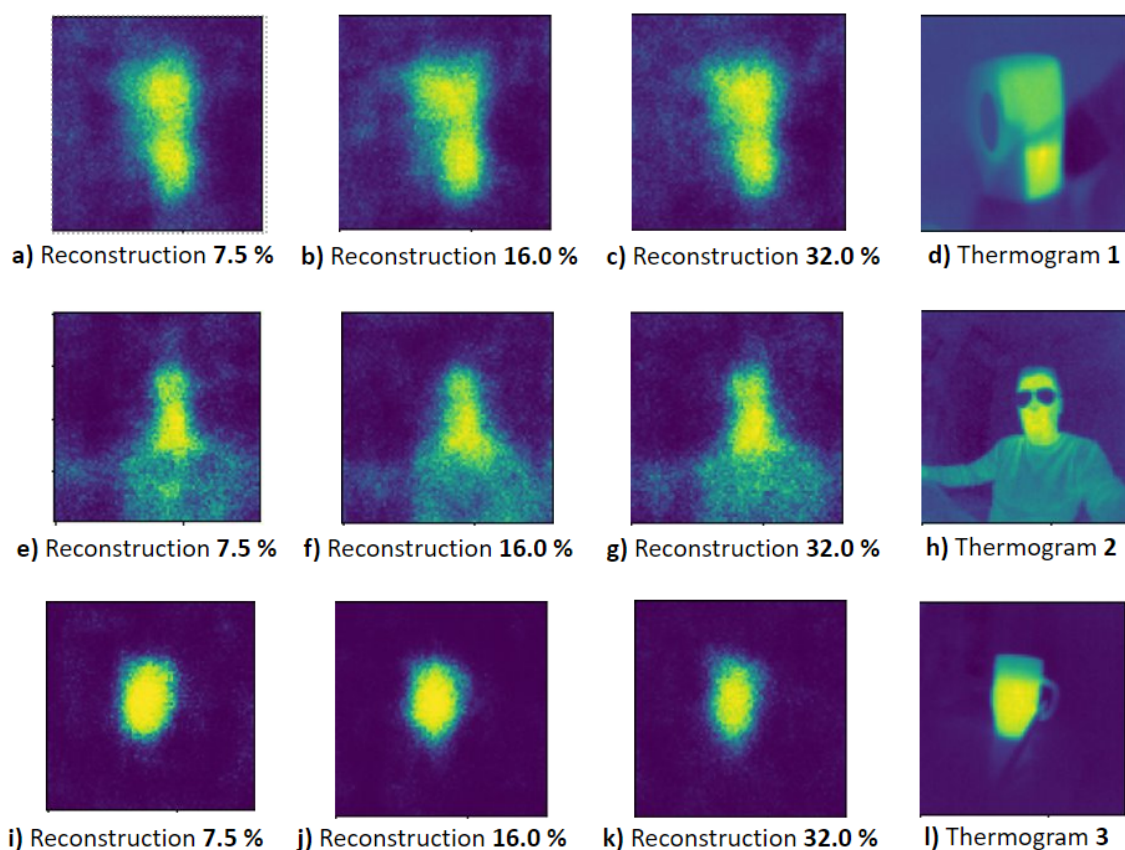 a) Reconstruction 7.5 %
b) Reconstruction 16.0 %
c) Reconstruction 32.0 %
d) Thermogram 1
e) Reconstruction 7.5 %
f) Reconstruction 16.0 %
g) Reconstruction 32.0 %
h) Thermogram 2
i) Reconstruction 7.5 %
j) Reconstruction 16.0 %
k) Reconstruction 32.0 %
l) Thermogram 3